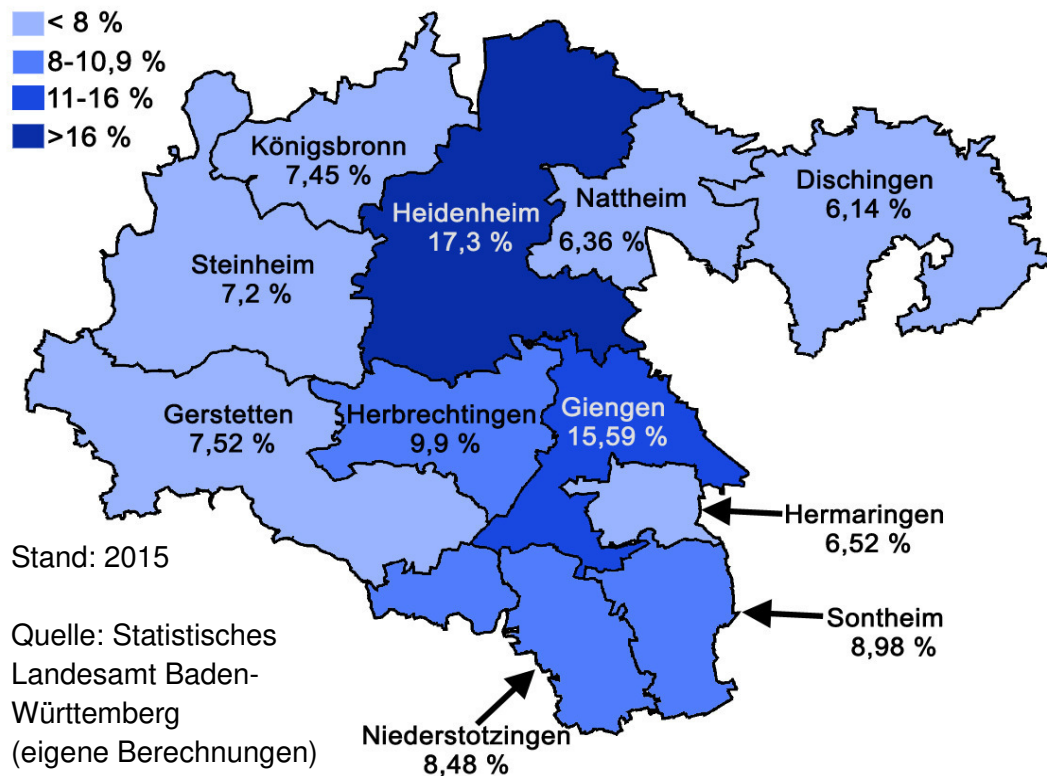 < 8 %
8-10,9 %
11-16 %
>16 %
Königsbronn
7,45 %
Heidenheim
17,3 %
Nattheim
6,36 %
Dischingen
6,14 %
Steinheim
7,2 %
Gerstetten
7,52 %
Herbrechtingen
9,9 %
Giengen
15,59 %
Hermaringen
6,52 %
Sontheim
8,98 %
Niederstotzingen
8,48 %
Stand: 2015
Quelle: Statistisches
Landesamt Baden-
Württemberg
(eigene Berechnungen)